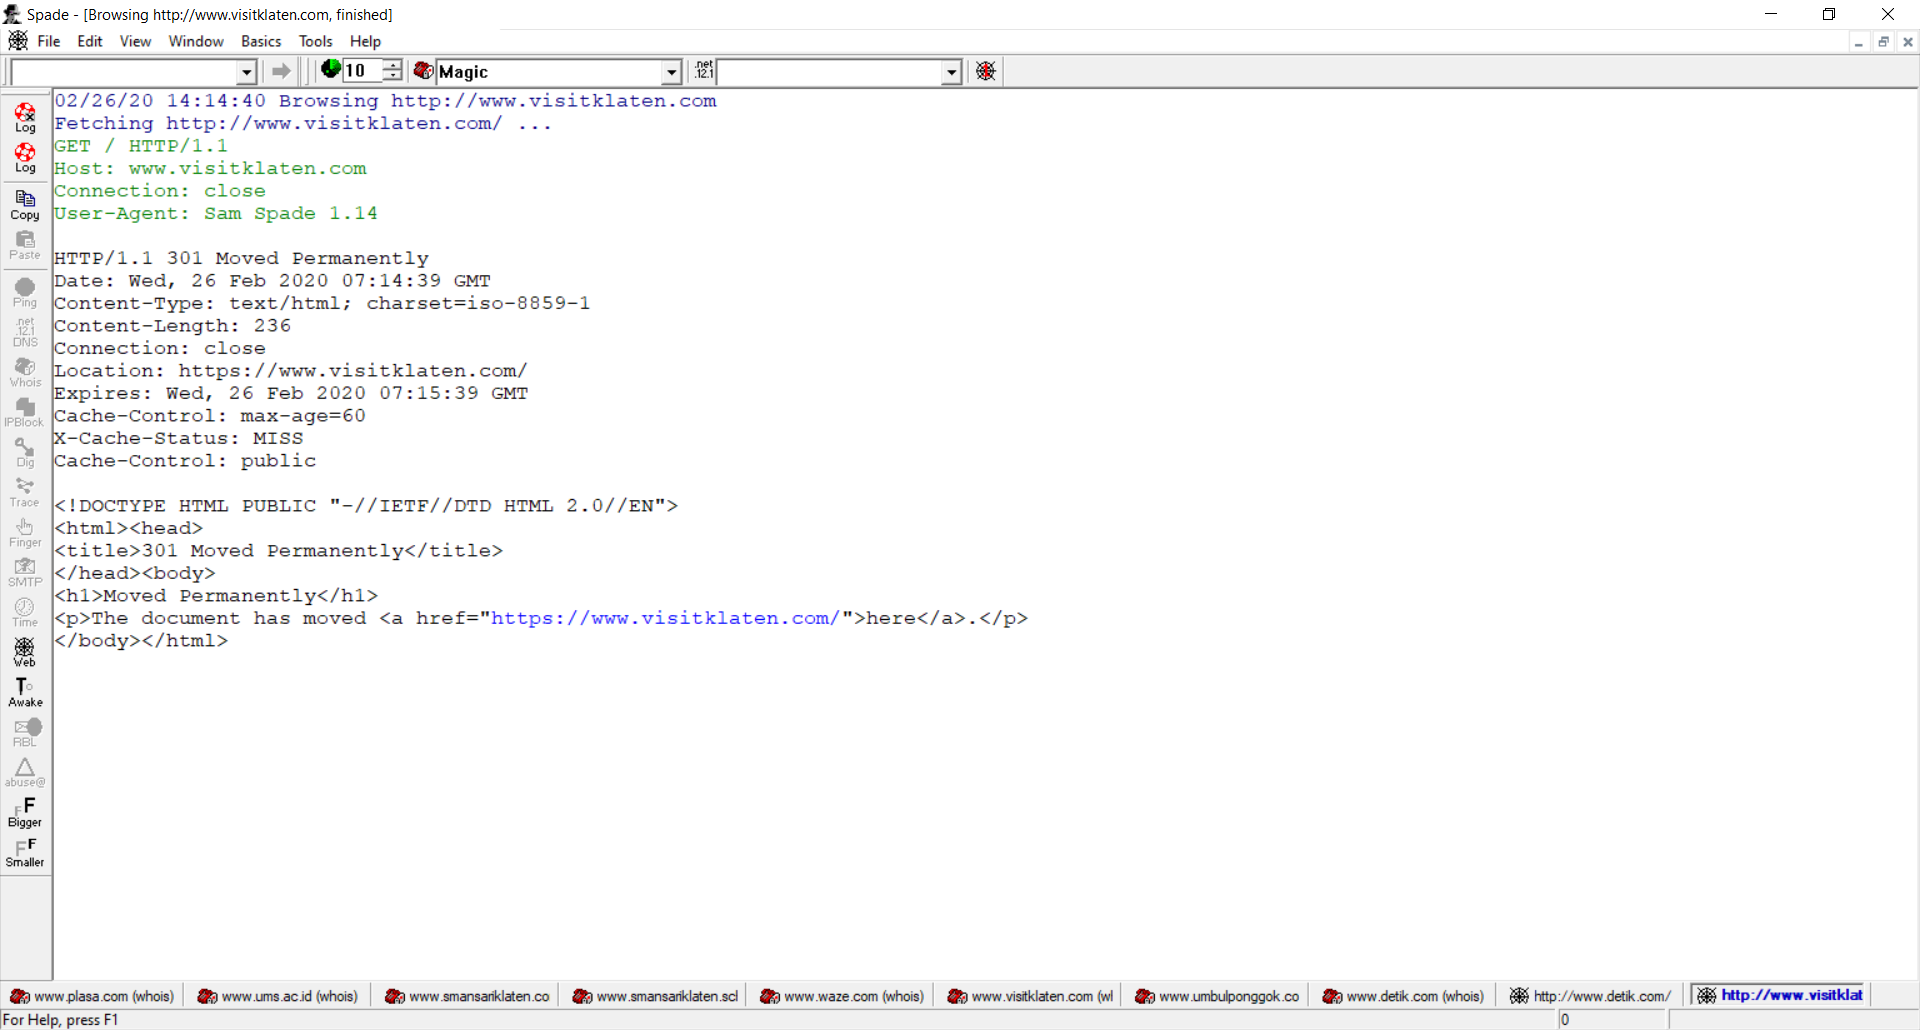 Spade - [Browsing http://www.visitklaten.com, finished]
File Edit View Window Basics Tools Help
10 Magic .net .12.1
Log
Log
Copy
Paste
Ping
.net .12.1 DNS
Whois
IPBlock
Dig
Trace
Finger
SMTP
Time
Web
Awake
RBL
abuse@
Bigger
Smaller
02/26/20 14:14:40 Browsing http://www.visitklaten.com
Fetching http://www.visitklaten.com/ ...
GET / HTTP/1.1
Host: www.visitklaten.com
Connection: close
User-Agent: Sam Spade 1.14
HTTP/1.1 301 Moved Permanently
Date: Wed, 26 Feb 2020 07:14:39 GMT
Content-Type: text/html; charset=iso-8859-1
Content-Length: 236
Connection: close
Location: https://www.visitklaten.com/
Expires: Wed, 26 Feb 2020 07:15:39 GMT
Cache-Control: max-age=60
X-Cache-Status: MISS
Cache-Control: public
<!DOCTYPE HTML PUBLIC "-//IETF//DTD HTML 2.0//EN">
<html><head>
<title>301 Moved Permanently</title>
</head><body>
<h1>Moved Permanently</h1>
<p>The document has moved <a href="https://www.visitklaten.com/">here</a>.</p>
</body></html>
www.plasa.com (whois) www.ums.ac.id (whois) www.smansariklaten.co www.smansariklaten.scl www.waze.com (whois) www.visitklaten.com (wl www.umbulponggok.co www.detik.com (whois) http://www.detik.com/ http://www.visitklat
For Help, press F1 0